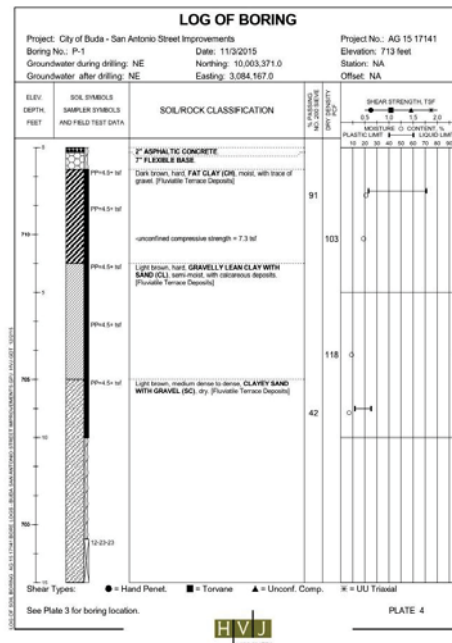 LOG OF BORING
Project: City of Buda - San Antonio Street Improvements Project No.: AG 15 17141
Boring No.: P-1 Date: 11/3/2015 Elevation: 713 feet
Groundwater during drilling: NE Northing: 10,003,371.0 Station: NA
Groundwater after drilling: NE Easting: 3,084,167.0 Offset: NA
ELEV. DEPTH, FEET
SOIL SYMBOLS SAMPLER SYMBOLS AND FIELD TEST DATA
SOIL/ROCK CLASSIFICATION
% PASSING NO. 200 SIEVE
DRY DENSITY PCF
SHEAR STRENGTH, TSF
0.5 1.0 1.5 2.0
MOISTURE CONTENT, %
PLASTIC LIMIT LIQUID LIMIT
10 20 30 40 50 60 70 80 90
0
2" ASPHALTIC CONCRETE
7" FLEXIBLE BASE
PP=4.5+ tsf
Dark brown, hard, FAT CLAY (CH), moist, with trace of
gravel. [Fluviatile Terrace Deposits]
91
PP=4.5+ tsf
710
-unconfined compressive strength = 7.3 tsf
103
PP=4.5+ tsf
Light brown, hard, GRAVELLY LEAN CLAY WITH
SAND (CL), semi-moist, with calcareous deposits.
[Fluviatile Terrace Deposits]
5
PP=4.5+ tsf
118
705
PP=4.5+ tsf
Light brown, medium dense to dense, CLAYEY SAND
WITH GRAVEL (SC), dry. [Fluviatile Terrace Deposits]
42
10
700
12-23-23
15
Shear Types: = Hand Penet. = Torvane = Unconf. Comp. = UU Triaxial
See Plate 3 for boring location. PLATE 4
HVJ